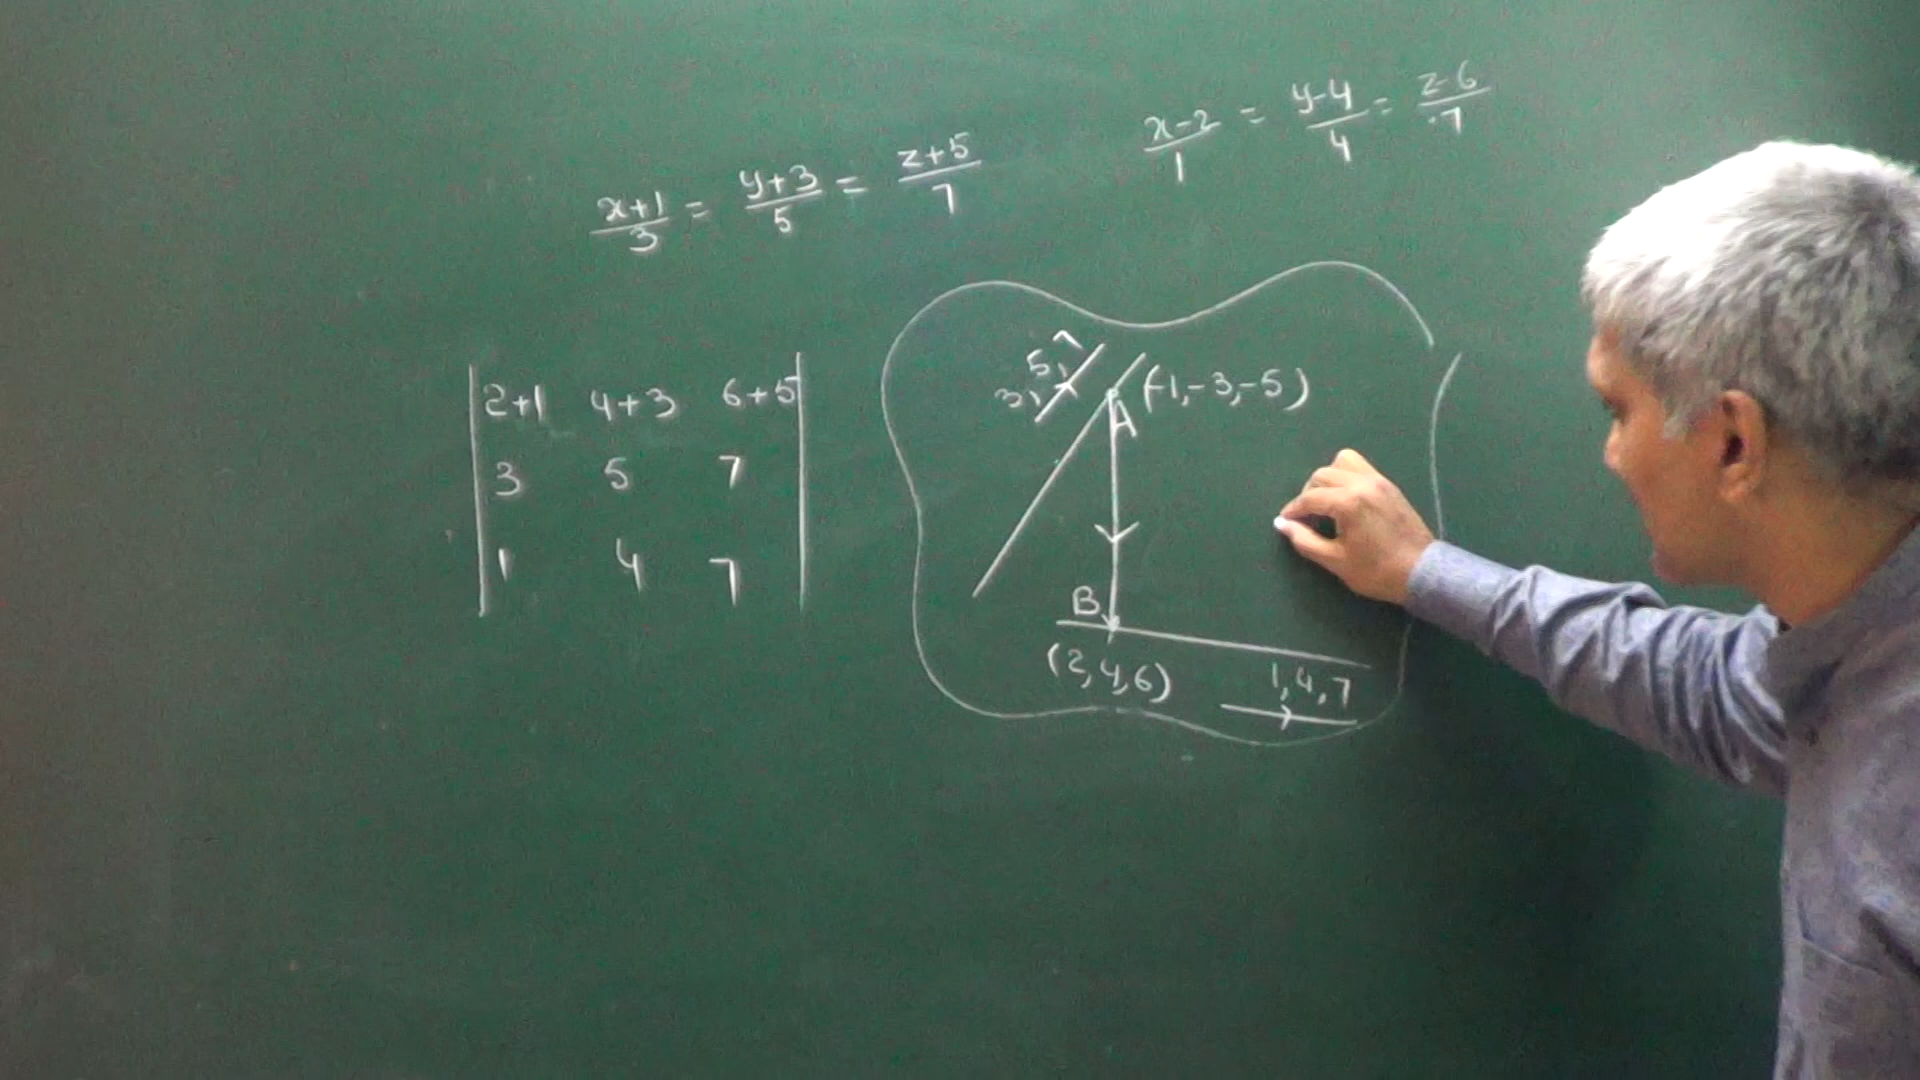 (x+1)/3 = (y+3)/5 = (z+5)/7
(x-2)/1 = (y-4)/4 = (z-6)/7
| 2+1 4+3 6+5 |
| 3 5 7 |
| 1 4 7 |
3, 5, 7
A (-1, -3, -5)
B
(2, 4, 6)
1, 4, 7